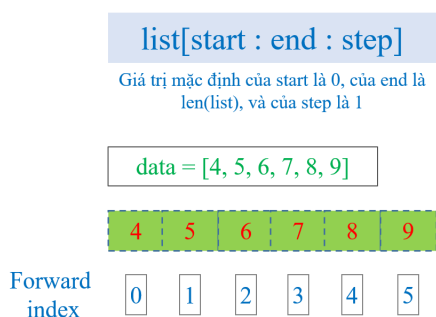 list[start : end : step]
Giá trị mặc định của start là 0, của end là
len(list), và của step là 1
data = [4, 5, 6, 7, 8, 9]
4 5 6 7 8 9
Forward
index
0 1 2 3 4 5